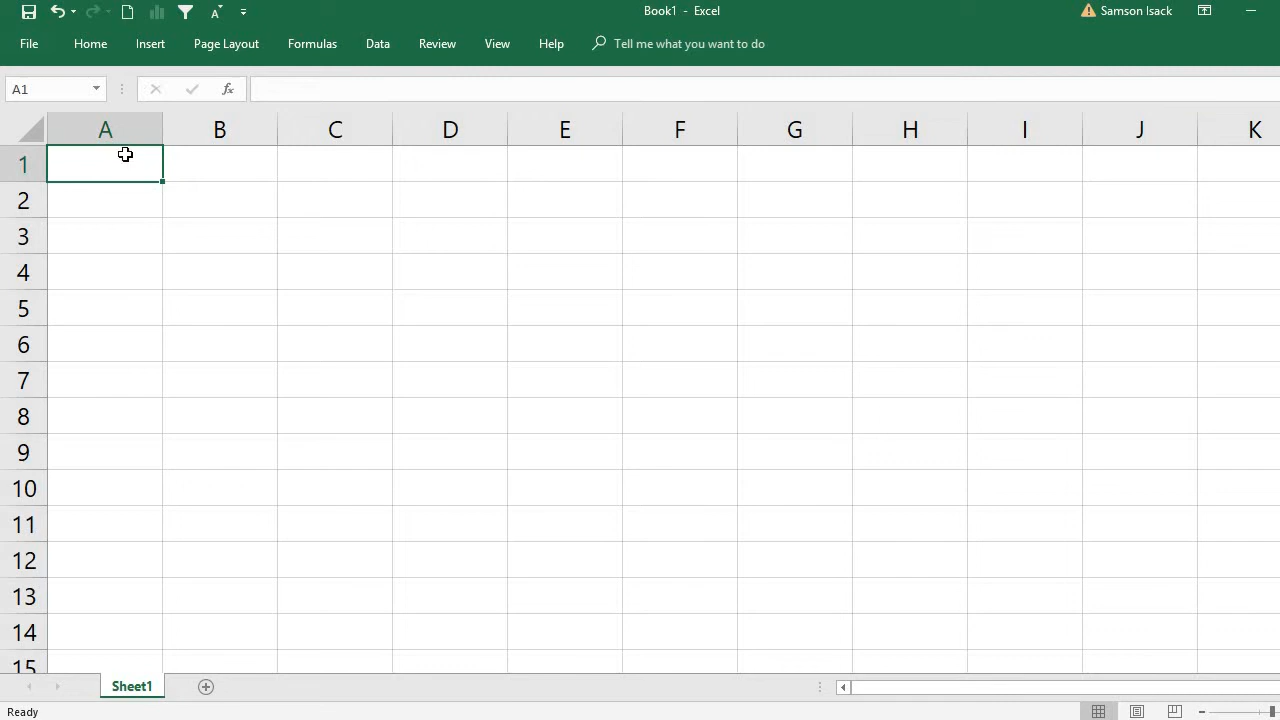 Book1 - Excel
Samson Isack
File Home Insert Page Layout Formulas Data Review View Help Tell me what you want to do
A1
fx
A B C D E F G H I J K
1
2
3
4
5
6
7
8
9
10
11
12
13
14
15
Sheet1
Ready